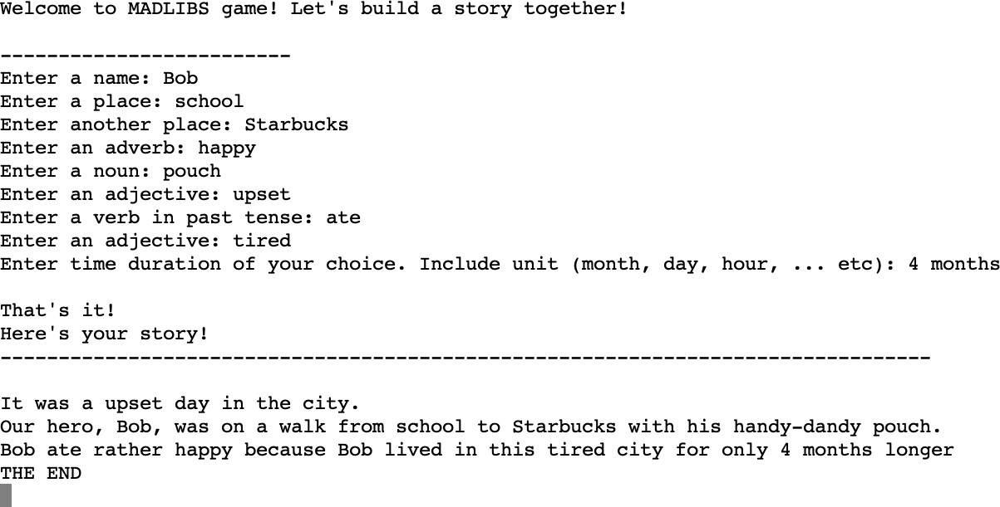 Welcome to MADLIBS game! Let's build a story together!
-------------------------
Enter a name: Bob
Enter a place: school
Enter another place: Starbucks
Enter an adverb: happy
Enter a noun: pouch
Enter an adjective: upset
Enter a verb in past tense: ate
Enter an adjective: tired
Enter time duration of your choice. Include unit (month, day, hour, ... etc): 4 months
That's it!
Here's your story!
--------------------------------------------------------------------------------
It was a upset day in the city.
Our hero, Bob, was on a walk from school to Starbucks with his handy-dandy pouch.
Bob ate rather happy because Bob lived in this tired city for only 4 months longer
THE END